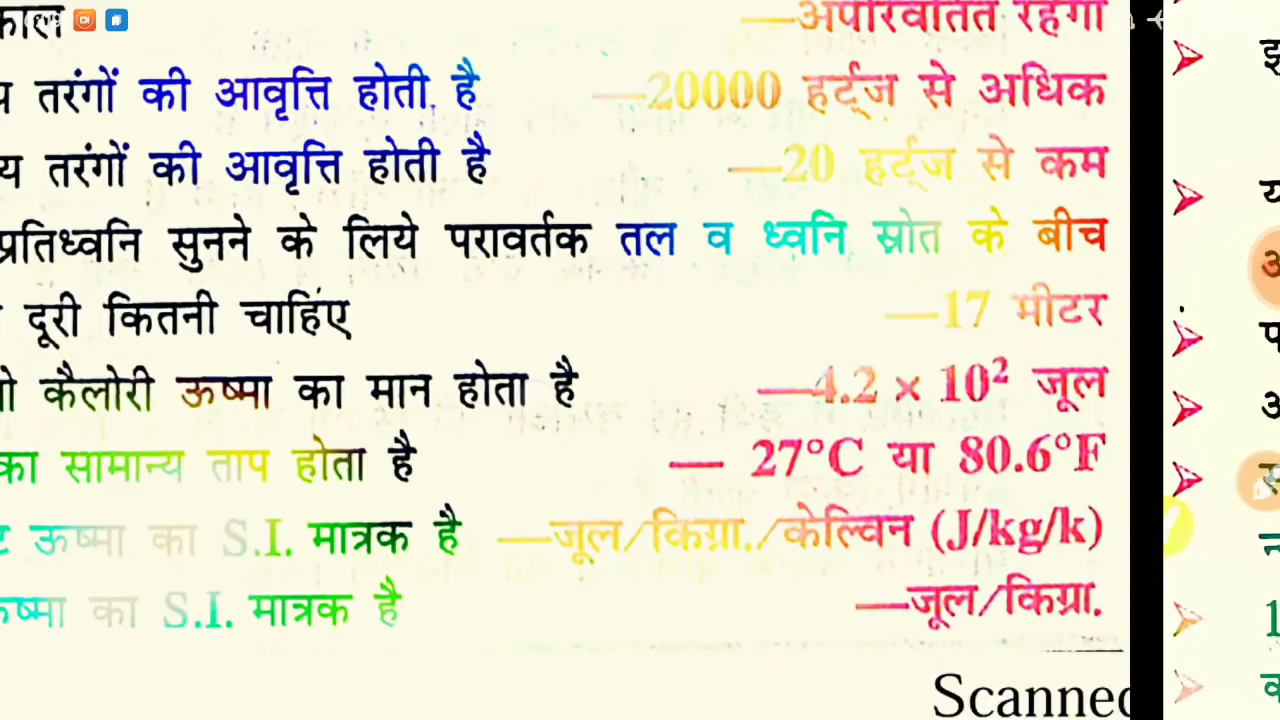 काल —अपरिवर्तित रहेगा
य तरंगों की आवृत्ति होती है —20000 हर्ट्ज से अधिक
य तरंगों की आवृत्ति होती है —20 हर्ट्ज से कम
प्रतिध्वनि सुनने के लिये परावर्तक तल व ध्वनि स्रोत के बीच
दूरी कितनी चाहिए —17 मीटर
कैलोरी ऊष्मा का मान होता है —4.2 × 10² जूल
का सामान्य ताप होता है — 27°C या 80.6°F
ऊष्मा का S.I. मात्रक है —जूल/किग्रा./केल्विन (J/kg/k)
ऊष्मा का S.I. मात्रक है —जूल/किग्रा.
Scanned